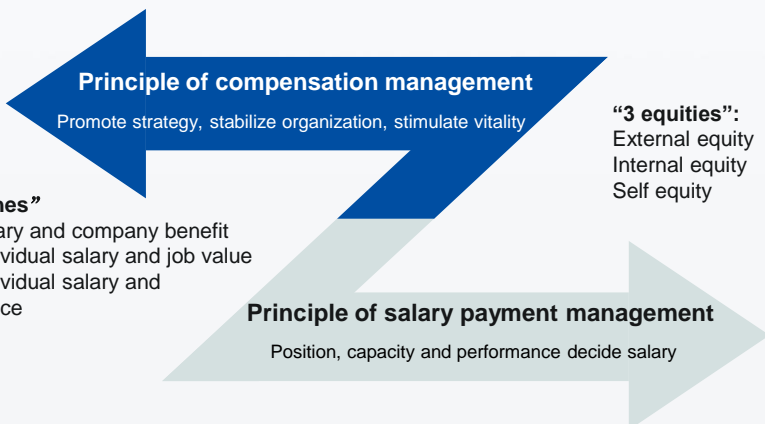 Principle of compensation management
Promote strategy, stabilize organization, stimulate vitality
“3 equities”:
External equity
Internal equity
Self equity
nes”
ary and company benefit
vidual salary and job value
vidual salary and
ce
Principle of salary payment management
Position, capacity and performance decide salary